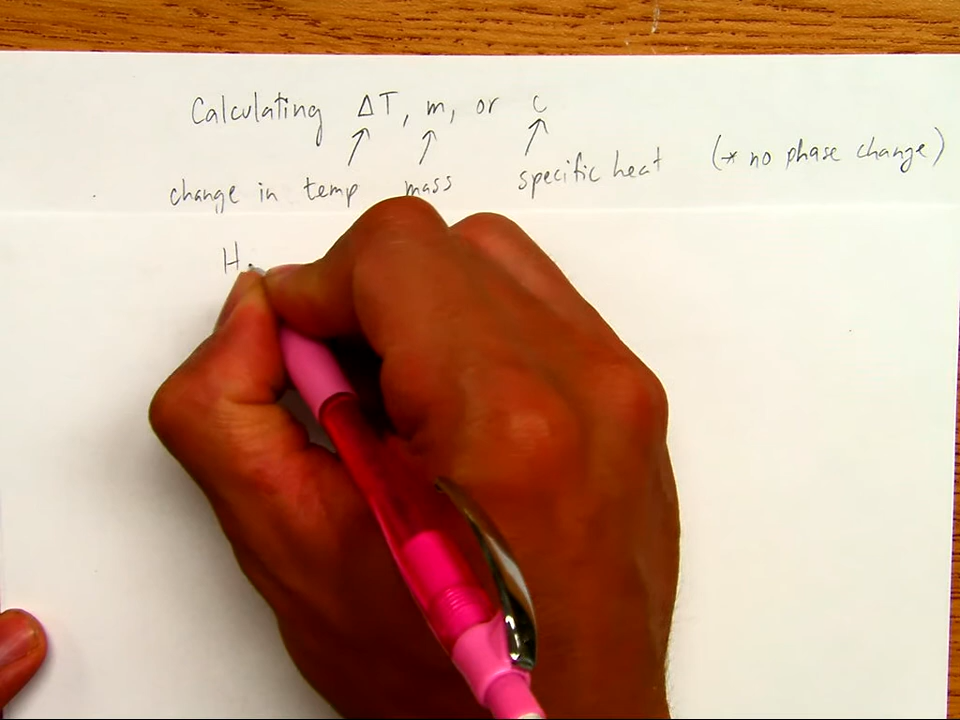 Calculating ΔT, m, or c
(* no phase change)
change in temp mass specific heat
H